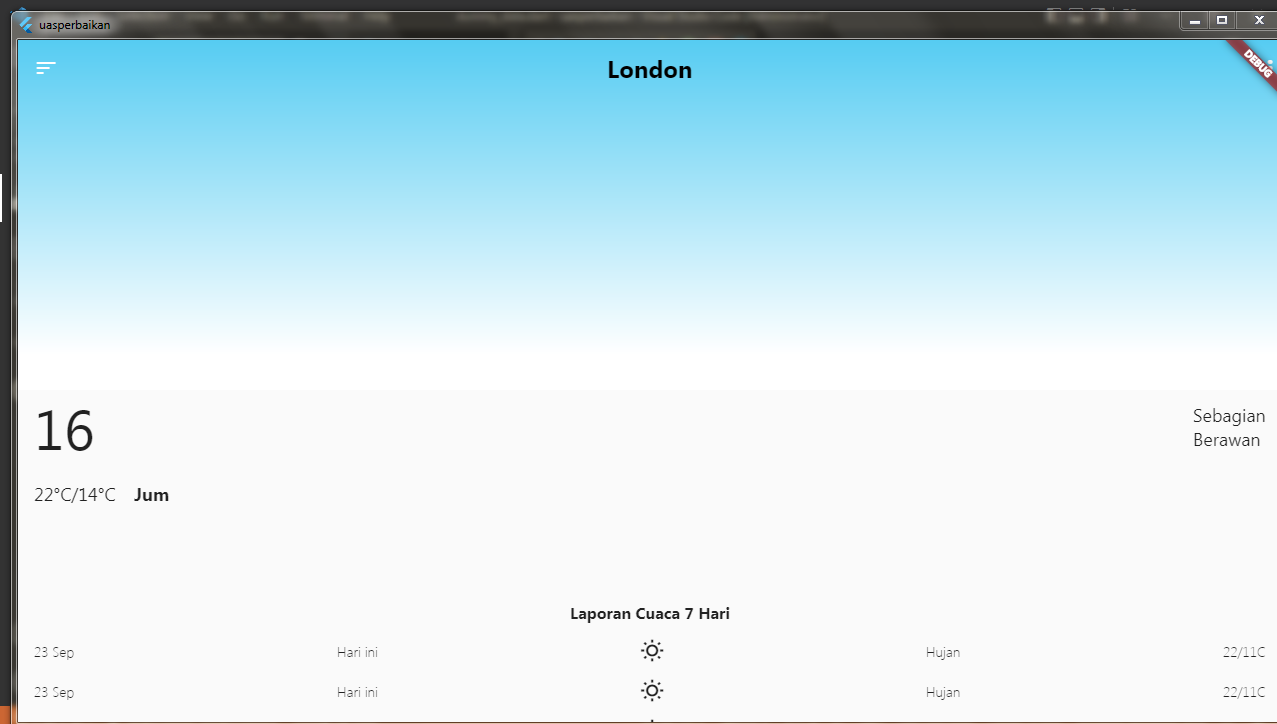 uasperbaikan
London
DEBUG
16
Sebagian
Berawan
22°C/14°C Jum
Laporan Cuaca 7 Hari
23 Sep Hari ini Hujan 22/11C
23 Sep Hari ini Hujan 22/11C